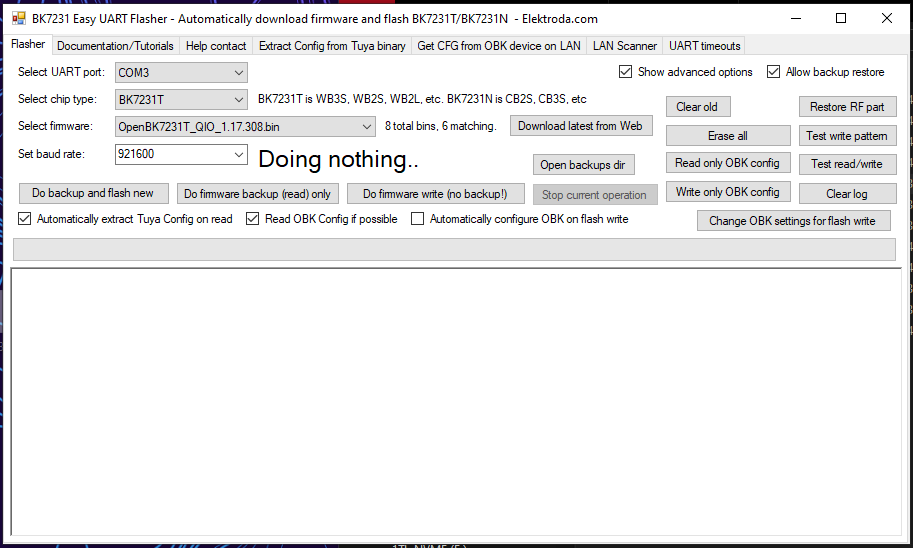 BK7231 Easy UART Flasher - Automatically download firmware and flash BK7231T/BK7231N - Elektroda.com
Flasher Documentation/Tutorials Help contact Extract Config from Tuya binary Get CFG from OBK device on LAN LAN Scanner UART timeouts
Select UART port: COM3 Show advanced options Allow backup restore
Select chip type: BK7231T BK7231T is WB3S, WB2S, WB2L, etc. BK7231N is CB2S, CB3S, etc Clear old Restore RF part
Select firmware: OpenBK7231T_QIO_1.17.308.bin 8 total bins, 6 matching. Download latest from Web Erase all Test write pattern
Set baud rate: 921600 Doing nothing.. Open backups dir Read only OBK config Test read/write
Do backup and flash new Do firmware backup (read) only Do firmware write (no backup!) Stop current operation Write only OBK config Clear log
Automatically extract Tuya Config on read Read OBK Config if possible Automatically configure OBK on flash write Change OBK settings for flash write